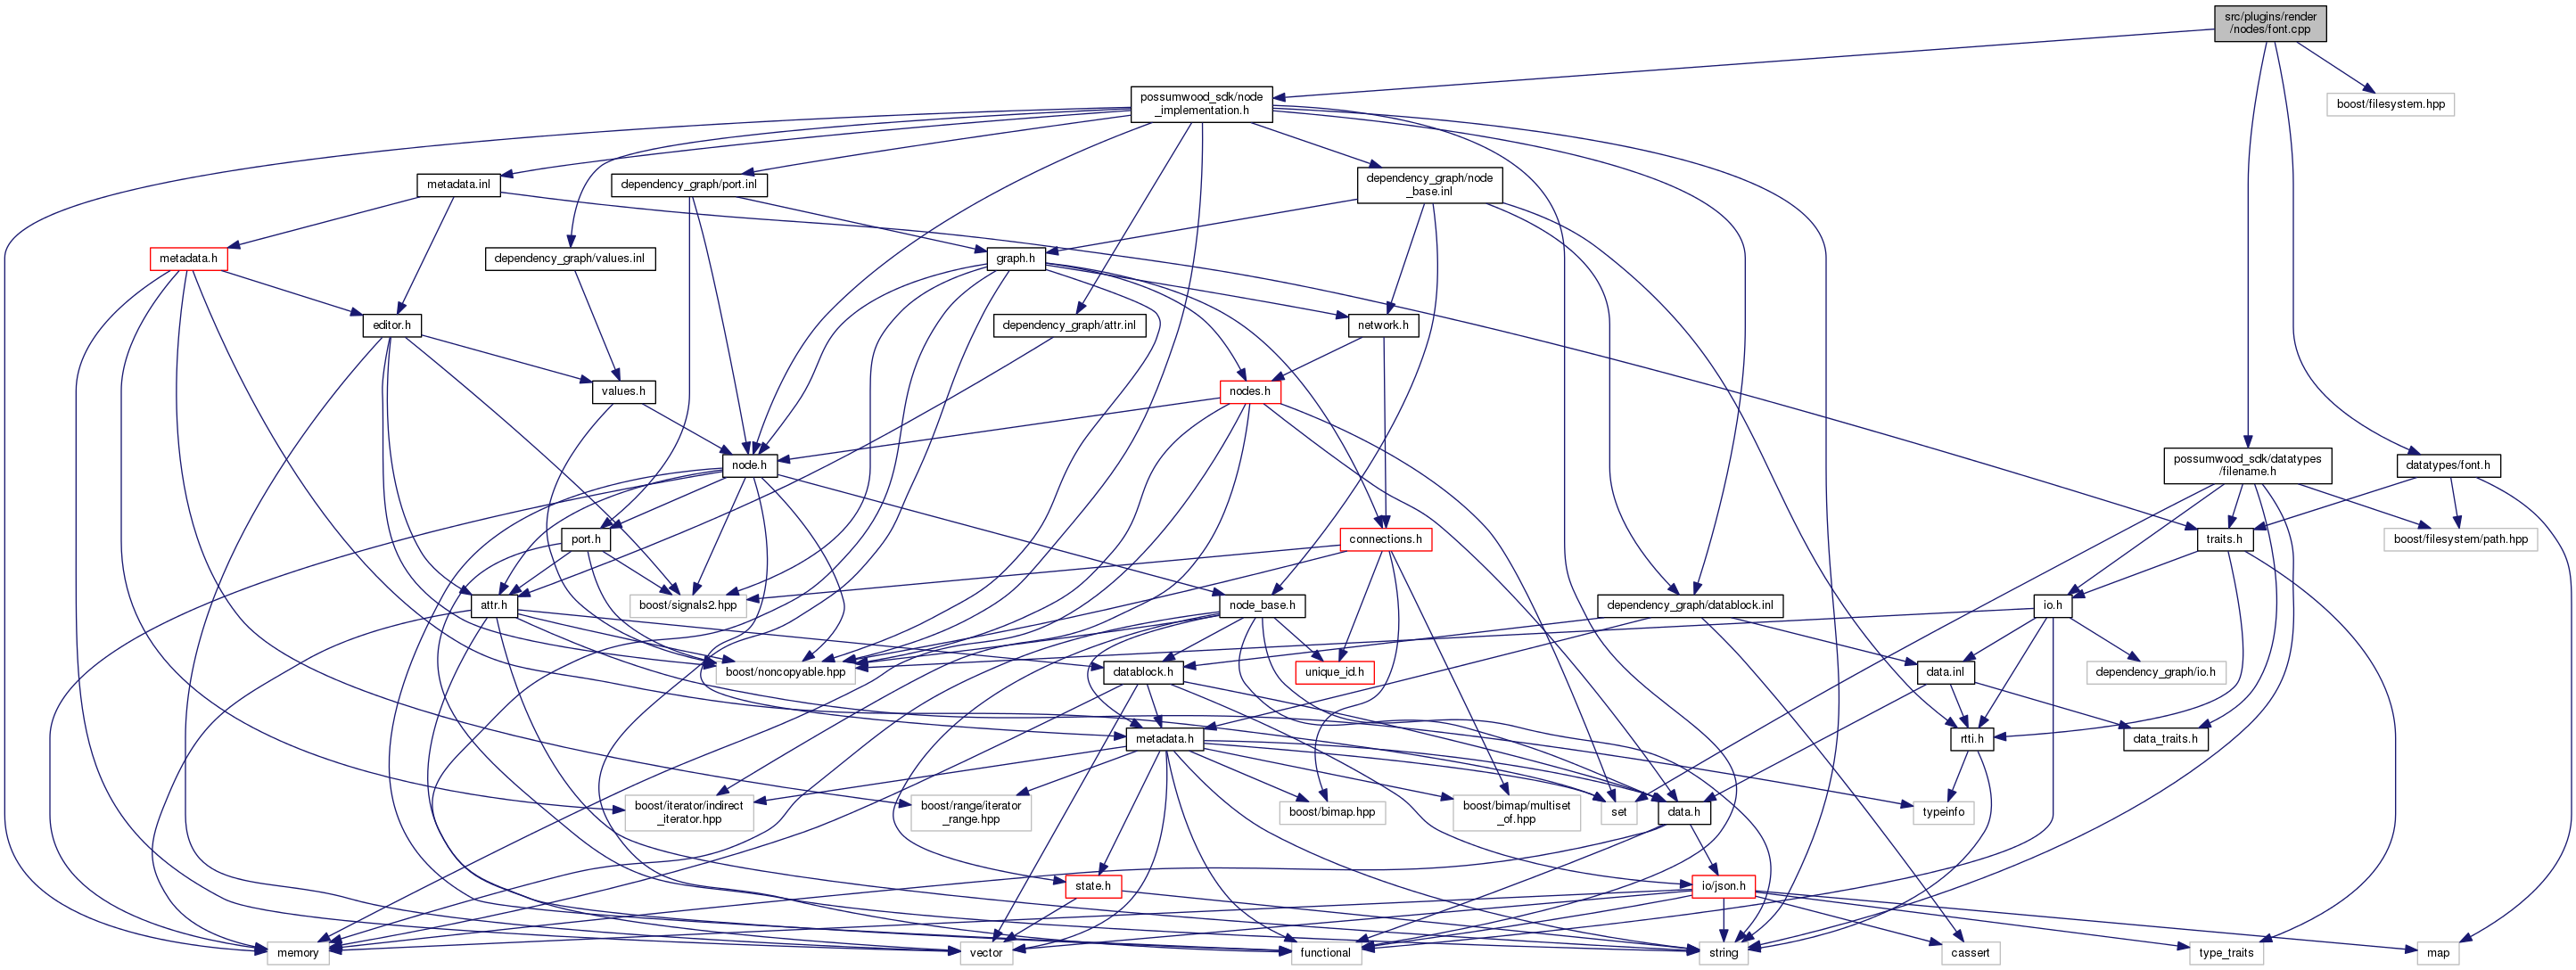 src/plugins/render
/nodes/font.cpp
possumwood_sdk/node
_implementation.h
boost/filesystem.hpp
metadata.inl
dependency_graph/port.inl
dependency_graph/node
_base.inl
metadata.h
dependency_graph/values.inl
graph.h
editor.h
dependency_graph/attr.inl
network.h
values.h
nodes.h
node.h
possumwood_sdk/datatypes
/filename.h
datatypes/font.h
port.h
connections.h
traits.h
boost/filesystem/path.hpp
attr.h
boost/signals2.hpp
node_base.h
dependency_graph/datablock.inl
io.h
boost/noncopyable.hpp
datablock.h
unique_id.h
data.inl
dependency_graph/io.h
metadata.h
rtti.h
data_traits.h
boost/iterator/indirect
_iterator.hpp
boost/range/iterator
_range.hpp
boost/bimap.hpp
boost/bimap/multiset
_of.hpp
set
data.h
typeinfo
state.h
io/json.h
memory
vector
functional
string
cassert
type_traits
map